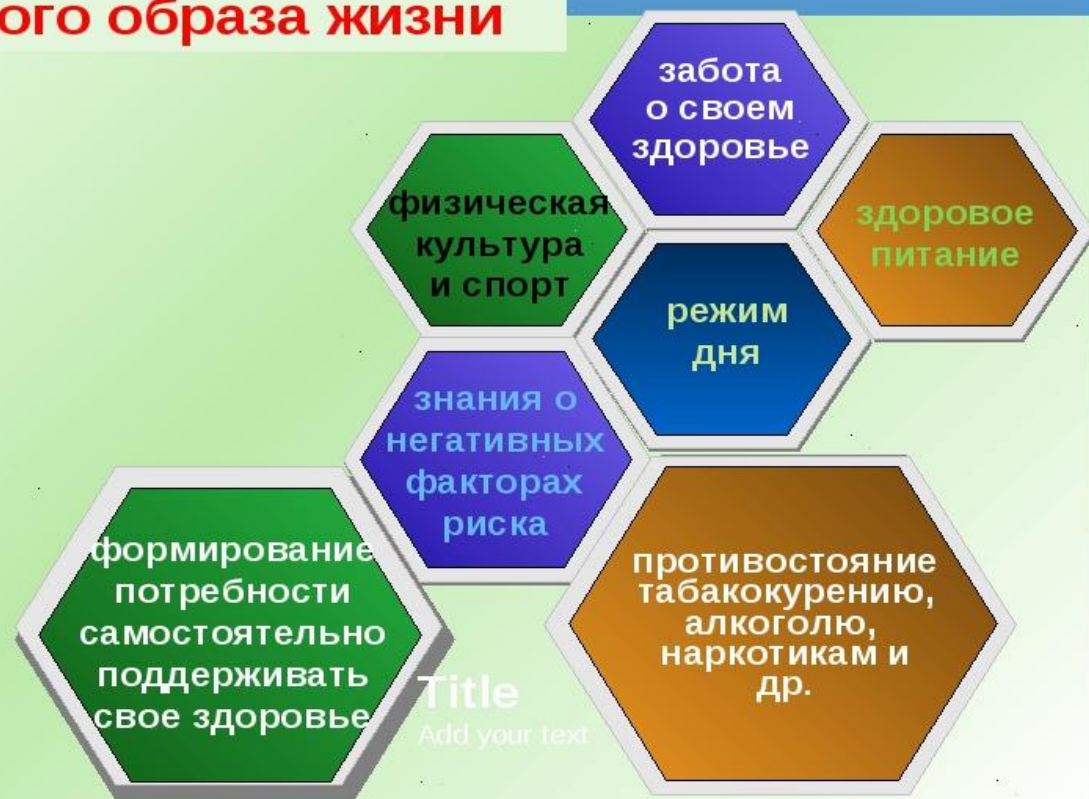 ого образа жизни
забота
о своем
здоровье
физическая
культура
и спорт
здоровое
питание
режим
дня
знания о
негативных
факторах
риска
формирование
потребности
самостоятельно
поддерживать
свое здоровье
противостояние
табакокурению,
алкоголю,
наркотикам и
др.
Title
Add your text